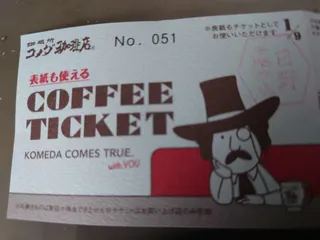 珈琲所
コメダ珈琲店
No. 051
※表紙もチケットとして
お使いいただけます
1/9
表紙も使える
COFFEE
TICKET
KOMEDA COMES TRUE.
with YOU